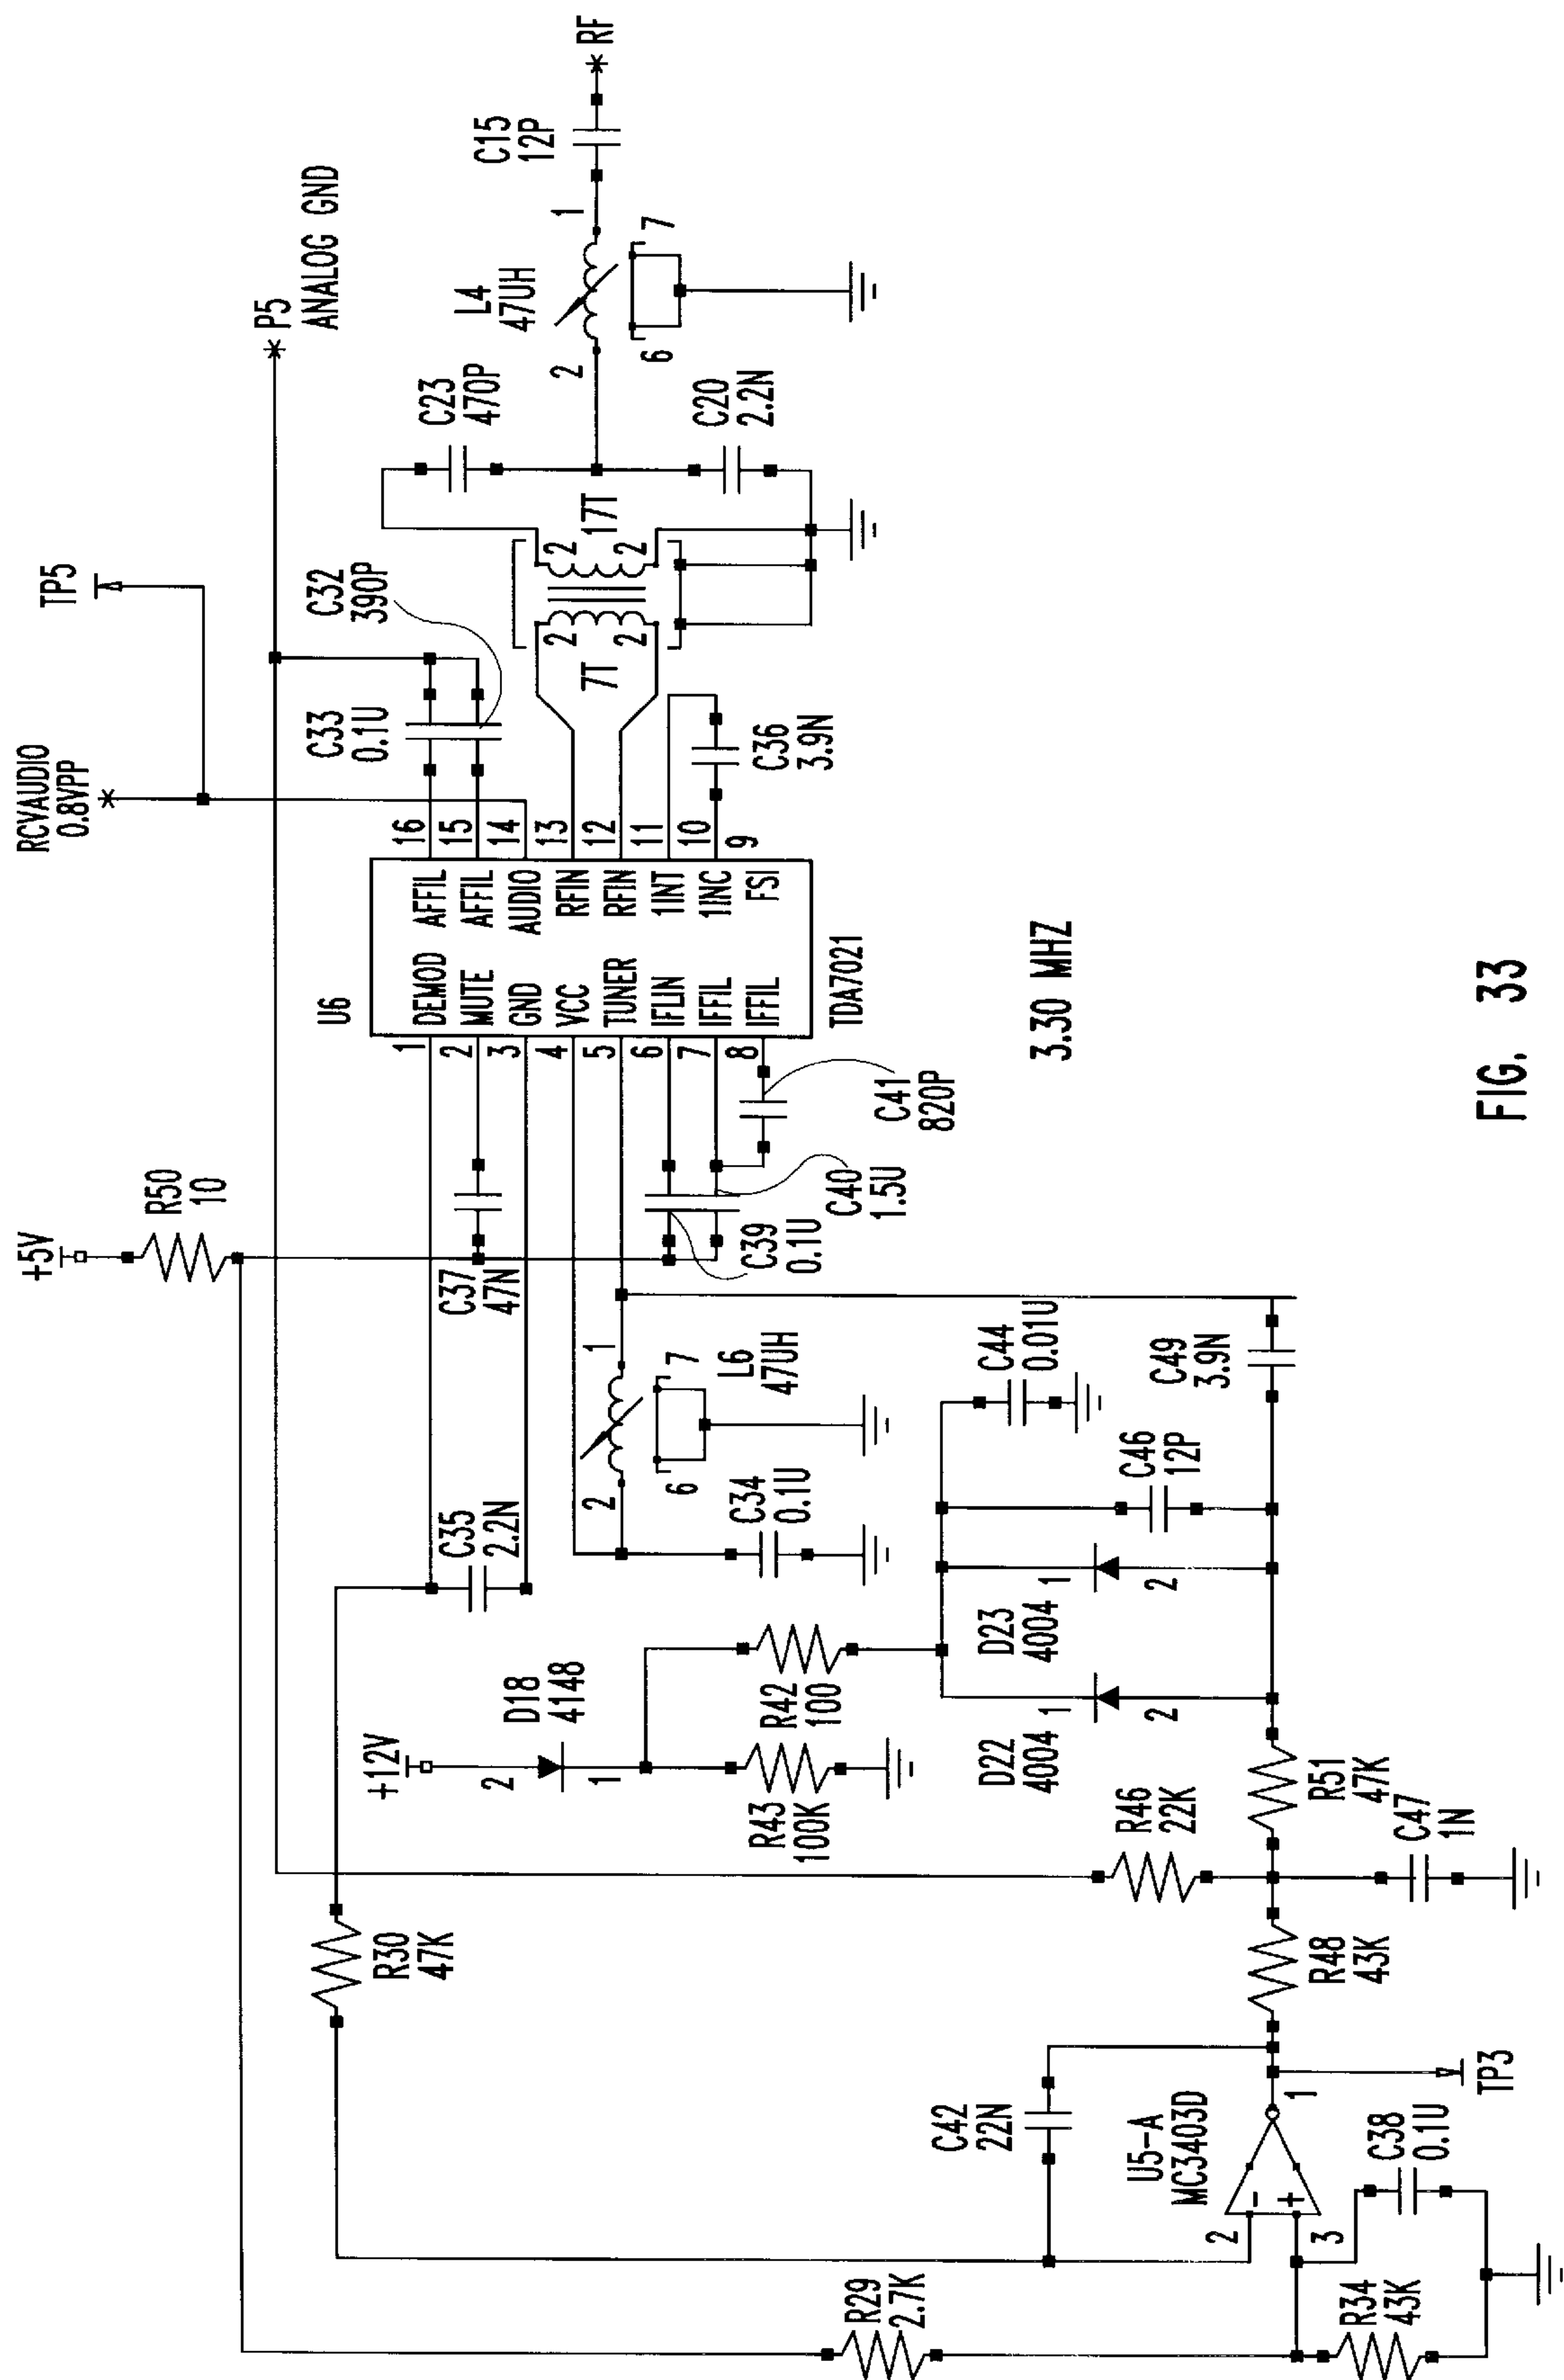 RCVAUDIO
0.8VPP
TP5
P5
ANALOG GND
+5V
R50
10
C33
0.1U
C32
390P
C23
470P
L4
47UH
1
2
6
7
C15
12P
RF
C20
2.2N
17T
7T
2
2
2
2
C36
3.9N
U6
TDA7021
1
2
3
4
5
6
7
8
DEMOD
MUTE
GND
VCC
TUNER
IFLIN
IFFIL
IFFIL
AFFIL
AFFIL
AUDIO
RFIN
RFIN
1INT
1INC
FSI
16
15
14
13
12
11
10
9
C37
47N
C39
0.1U
C40
1.5U
C41
820P
3.30 MHZ
L6
47UH
1
2
6
7
C35
2.2N
C34
0.1U
C44
0.01U
C46
12P
C49
3.9N
+12V
D18
4148
2
1
R42
100
R43
100K
D23
4004
1
2
D22
4004
1
2
R46
22K
R51
47K
C47
1N
R30
47K
R48
43K
C42
22N
U5-A
MC3403D
-
+
2
3
1
TP3
C38
0.1U
R29
2.7K
R34
43K
FIG. 33